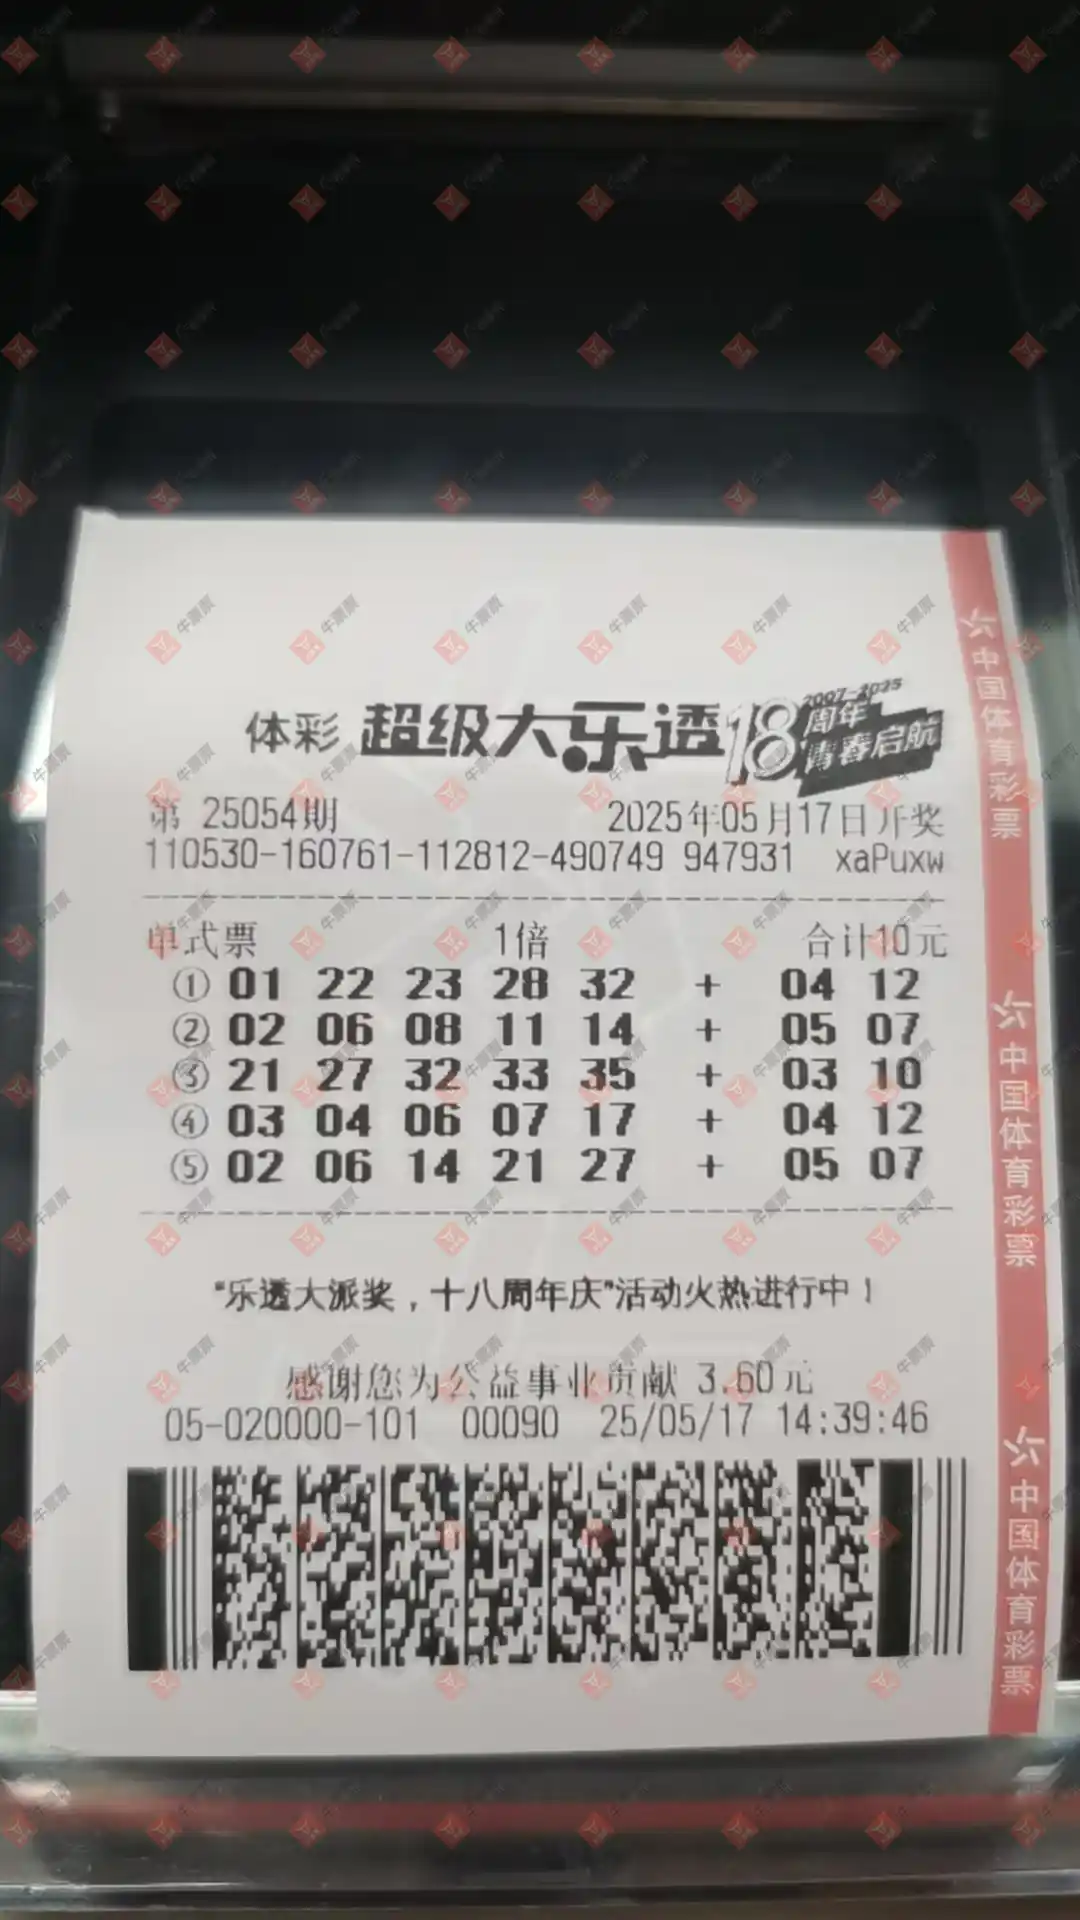 体彩 超级大乐透 18 2007-2025 周年 青春启航
第 25054期 2025年05月17日开奖
110530-160761-112812-490749 947931 xaPuxw
单式票 1倍 合计10元
① 01 22 23 28 32 + 04 12
② 02 06 08 11 14 + 05 07
③ 21 27 32 33 35 + 03 10
④ 03 04 06 07 17 + 04 12
⑤ 02 06 14 21 27 + 05 07
“乐透大派奖，十八周年庆”活动火热进行中！
感谢您为公益事业贡献 3.60元
05-020000-101 00090 25/05/17 14:39:46
中国体育彩票
中国体育彩票
中国体育彩票
牛票票